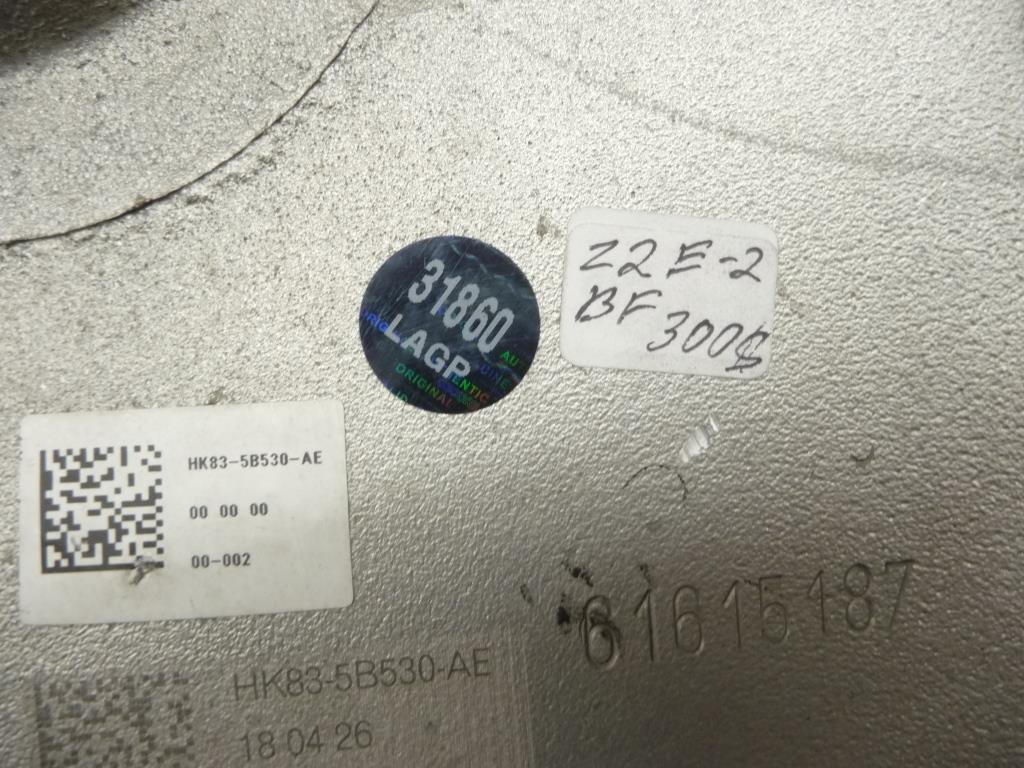 31860
LAGP
ORIGINAL
Z2E-2
BF 300$
HK83-5B530-AE
00 00 00
00-002
61615187
HK83-5B530-AE
18 04 26